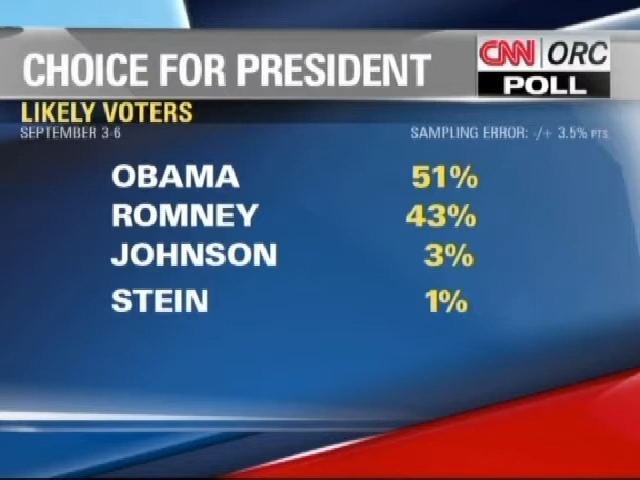 CHOICE FOR PRESIDENT
CNN ORC
POLL
LIKELY VOTERS
SEPTEMBER 3-6
SAMPLING ERROR: -/+ 3.5% PTS
OBAMA 51%
ROMNEY 43%
JOHNSON 3%
STEIN 1%